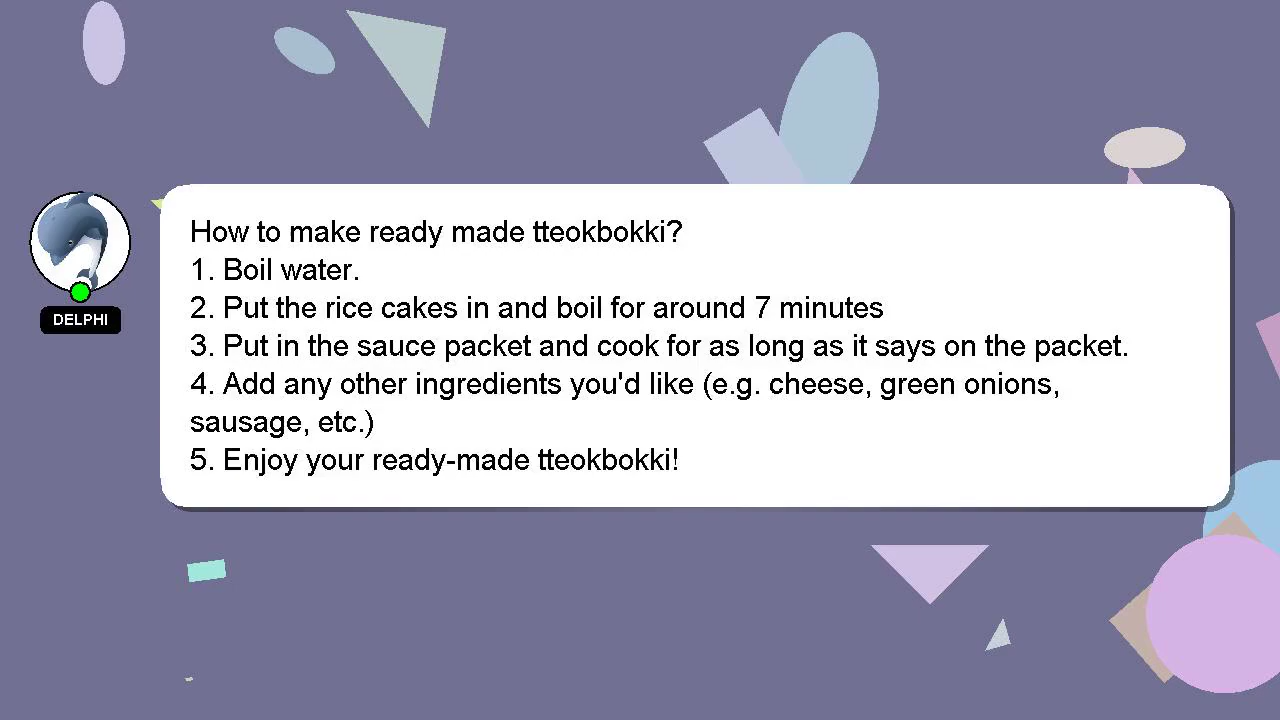 How to make ready made tteokbokki?
1. Boil water.
2. Put the rice cakes in and boil for around 7 minutes
3. Put in the sauce packet and cook for as long as it says on the packet.
4. Add any other ingredients you'd like (e.g. cheese, green onions,
sausage, etc.)
5. Enjoy your ready-made tteokbokki!
DELPHI